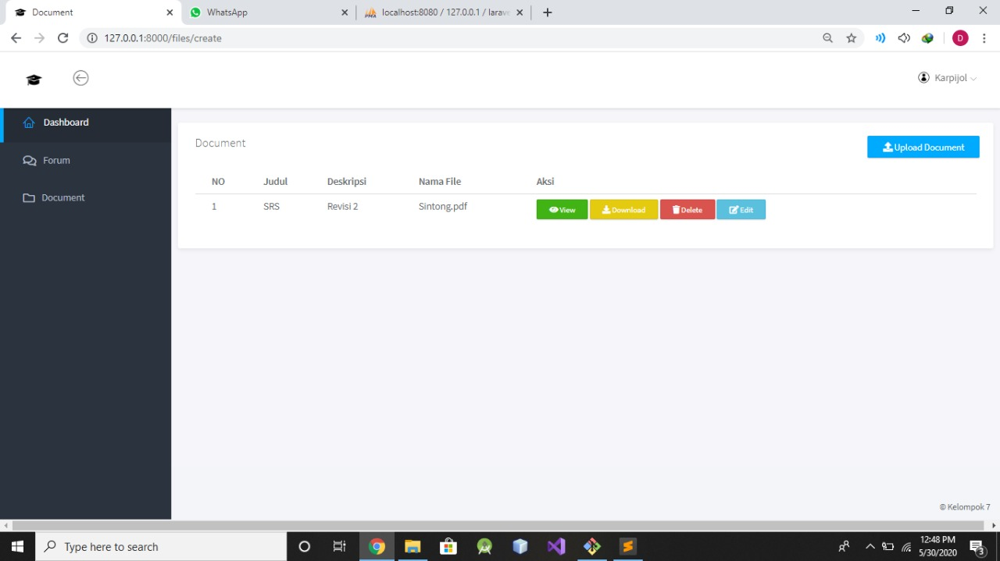 Document
WhatsApp
localhost:8080 / 127.0.0.1 / larave
127.0.0.1:8000/files/create
D
Karpijol
Dashboard
Forum
Document
Document
Upload Document
NO Judul Deskripsi Nama File Aksi
1 SRS Revisi 2 Sintong.pdf View Download Delete Edit
© Kelompok 7
Type here to search
12:48 PM
5/30/2020
3